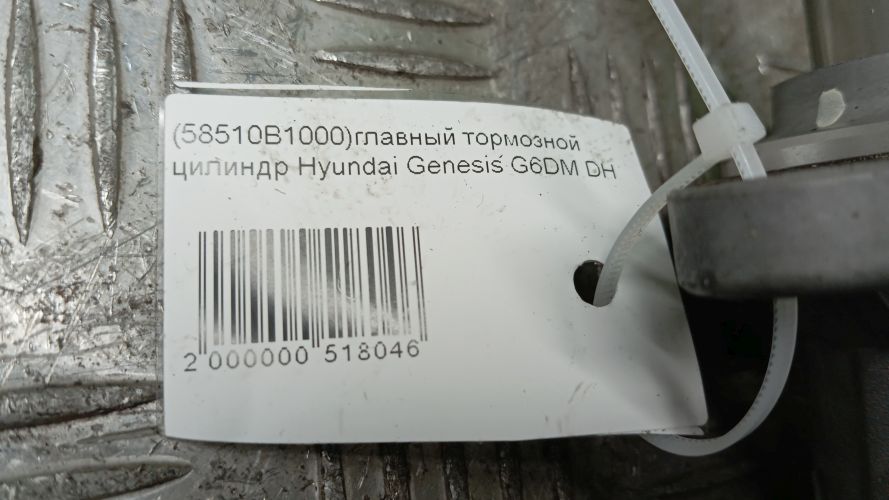 (58510B1000)главный тормозной
цилиндр Hyundai Genesis G6DM DH
2 000000 518046